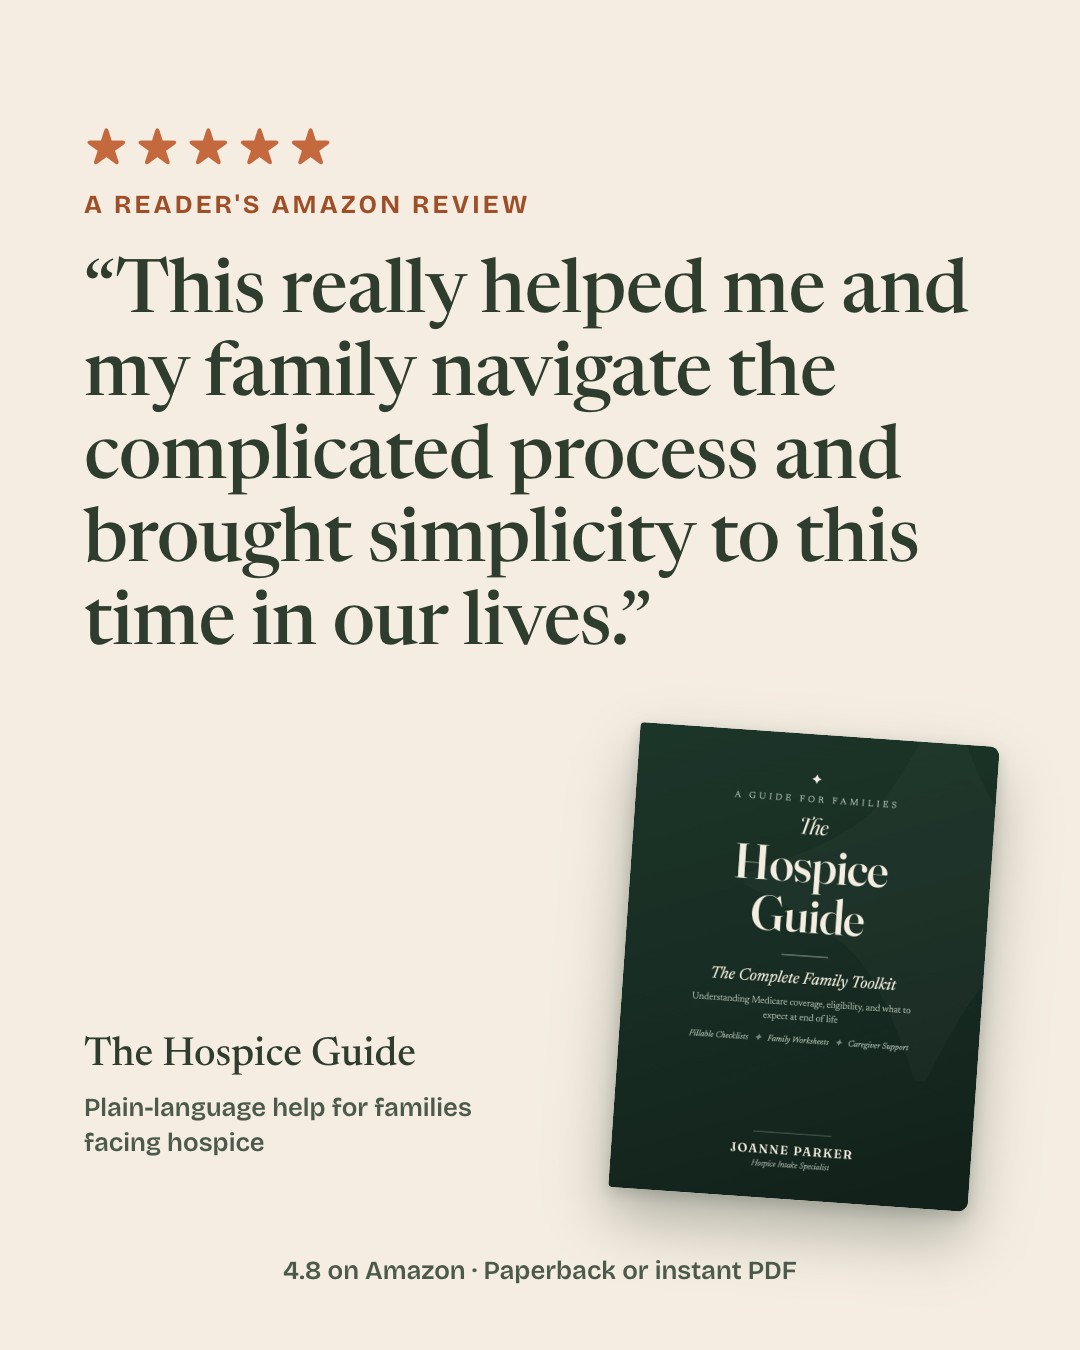 A READER'S AMAZON REVIEW
“This really helped me and
my family navigate the
complicated process and
brought simplicity to this
time in our lives.”
A GUIDE FOR FAMILIES
The
Hospice
Guide
The Complete Family Toolkit
Understanding Medicare coverage, eligibility, and what to
expect at end of life
Fillable Checklists ✦ Family Worksheets ✦ Caregiver Support
JOANNE PARKER
Hospice Intake Specialist
The Hospice Guide
Plain-language help for families
facing hospice
4.8 on Amazon · Paperback or instant PDF